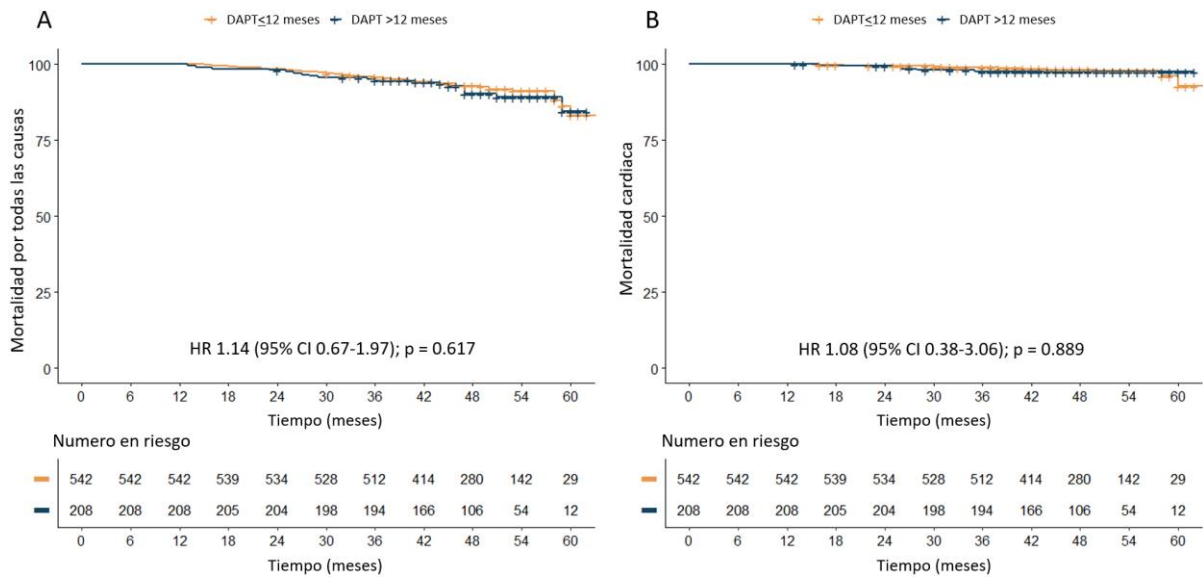 A
DAPT≤12 meses DAPT >12 meses
Mortalidad por todas las causas
100
75
50
25
0
HR 1.14 (95% CI 0.67-1.97); p = 0.617
0 6 12 18 24 30 36 42 48 54 60
Tiempo (meses)
Numero en riesgo
542 542 542 539 534 528 512 414 280 142 29
208 208 208 205 204 198 194 166 106 54 12
0 6 12 18 24 30 36 42 48 54 60
Tiempo (meses)
B
DAPT≤12 meses DAPT >12 meses
Mortalidad cardiaca
100
75
50
25
0
HR 1.08 (95% CI 0.38-3.06); p = 0.889
0 6 12 18 24 30 36 42 48 54 60
Tiempo (meses)
Numero en riesgo
542 542 542 539 534 528 512 414 280 142 29
208 208 208 205 204 198 194 166 106 54 12
0 6 12 18 24 30 36 42 48 54 60
Tiempo (meses)